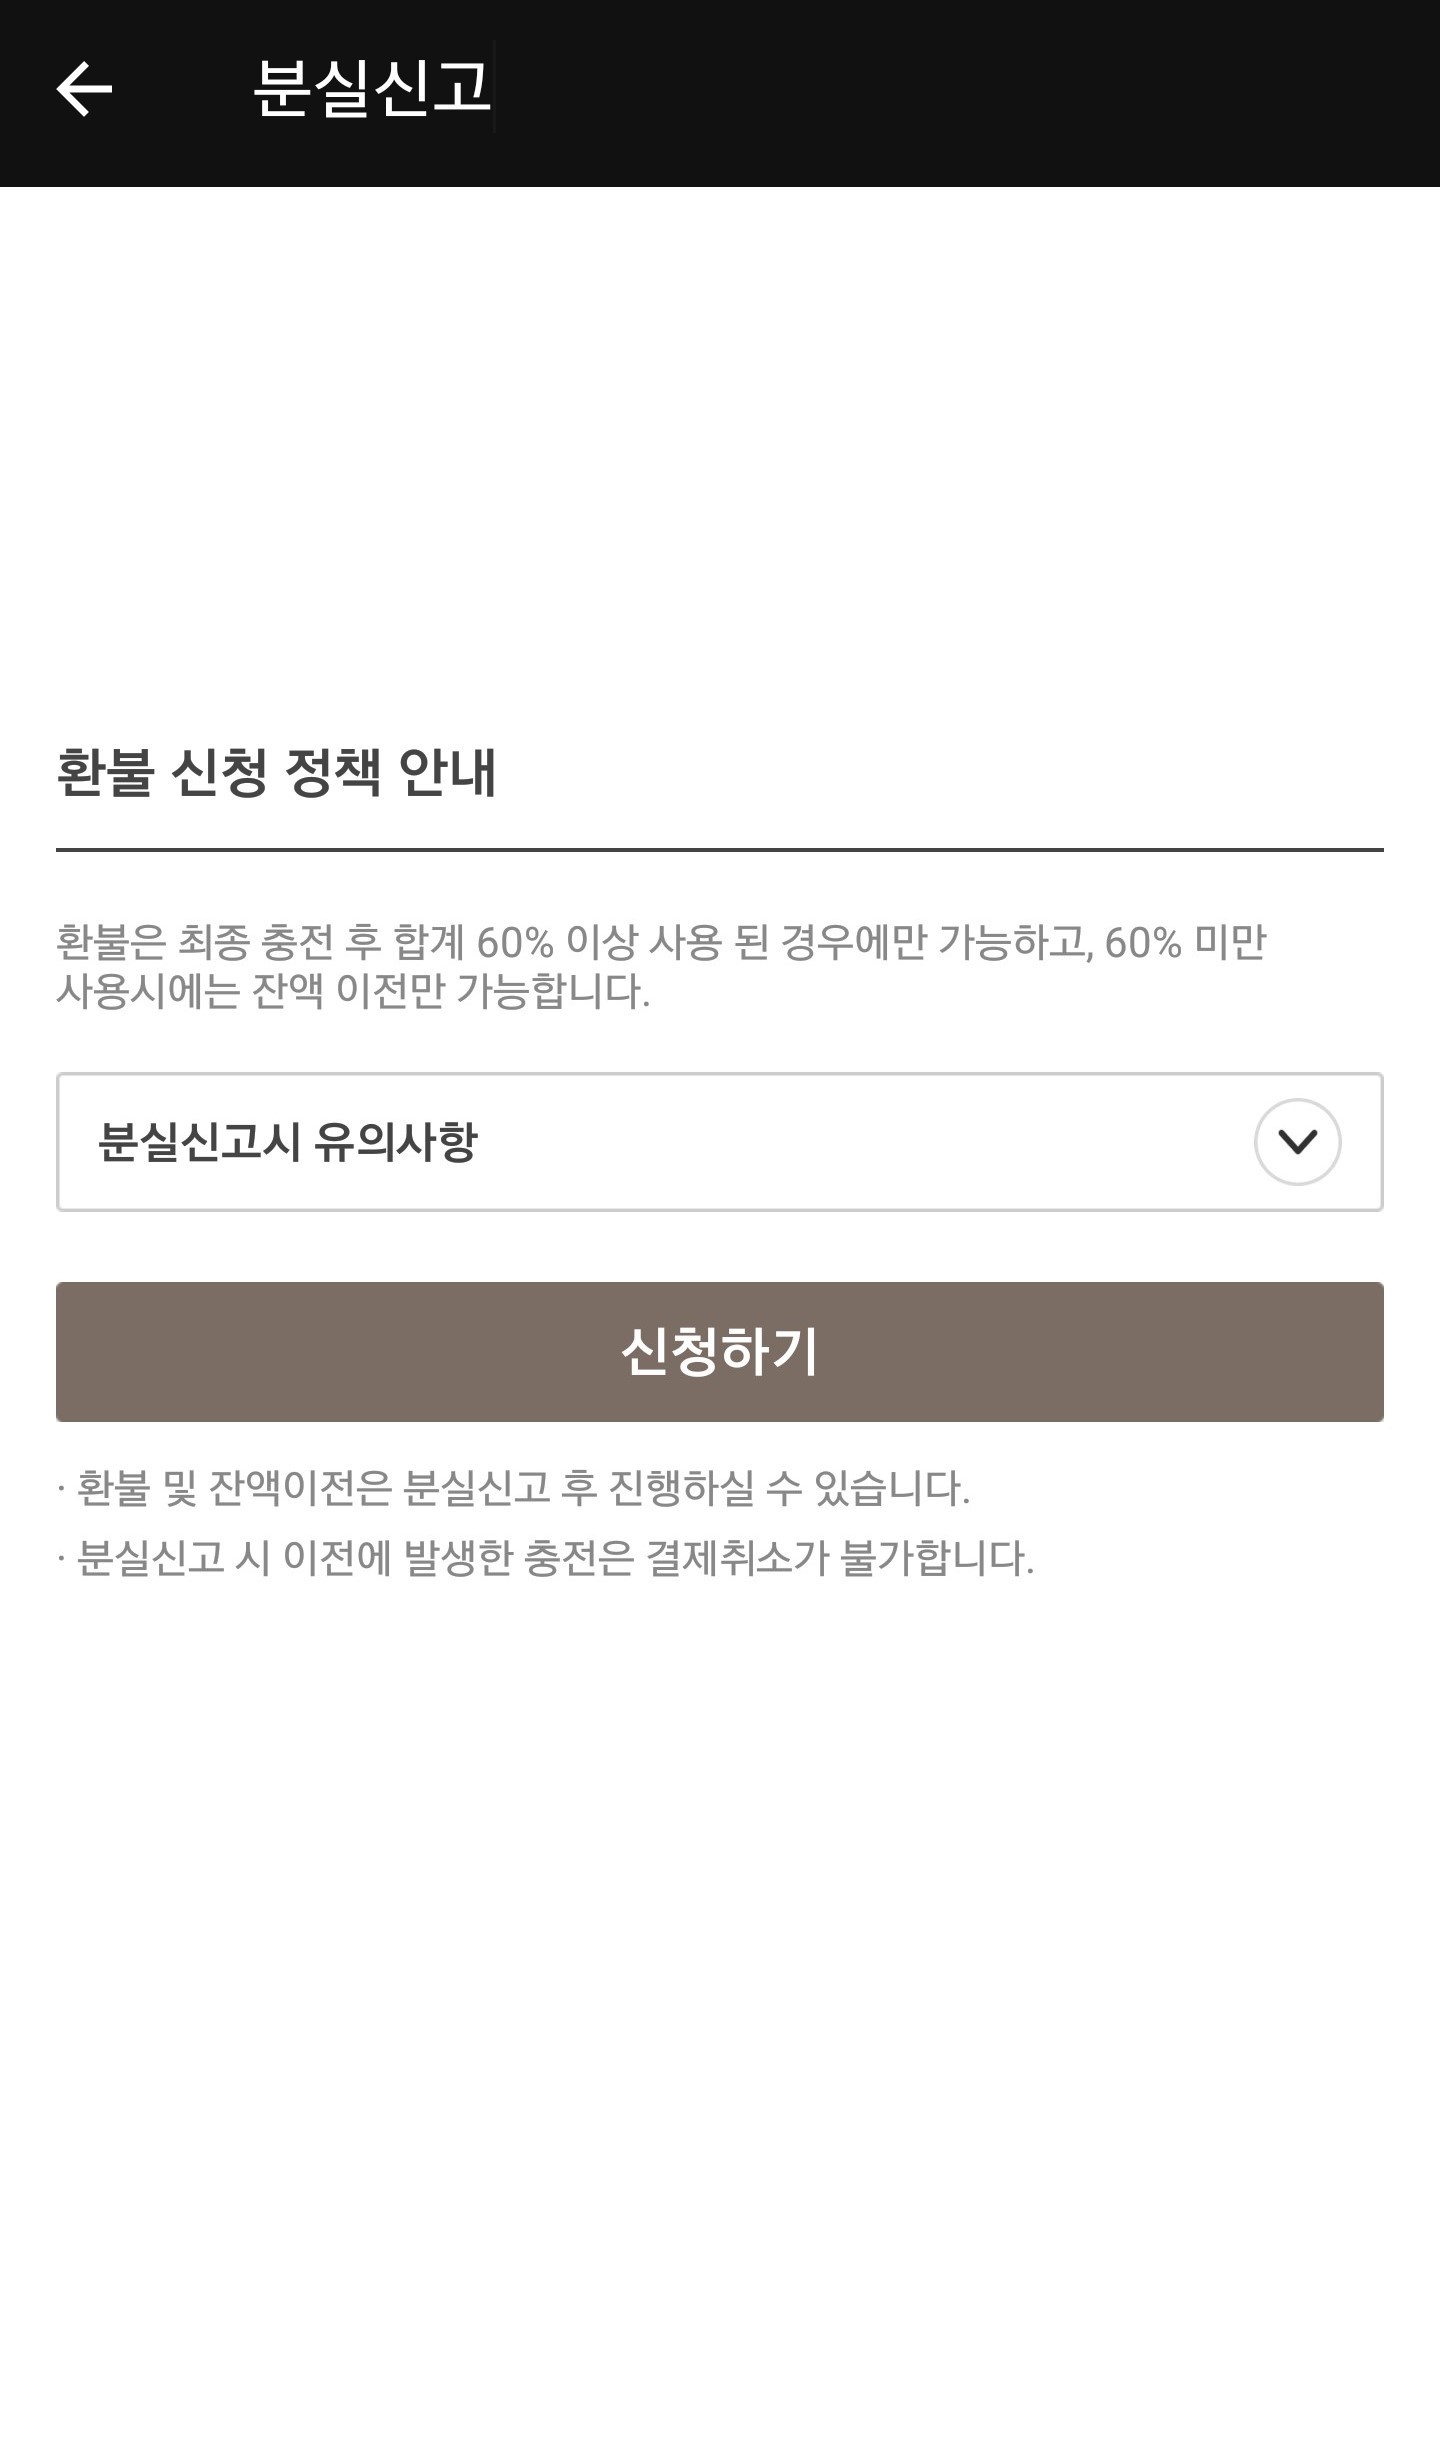 분실신고
환불 신청 정책 안내
환불은 최종 충전 후 합계 60% 이상 사용 된 경우에만 가능하고, 60% 미만
사용시에는 잔액 이전만 가능합니다.
분실신고시 유의사항
신청하기
· 환불 및 잔액이전은 분실신고 후 진행하실 수 있습니다.
· 분실신고 시 이전에 발생한 충전은 결제취소가 불가합니다.